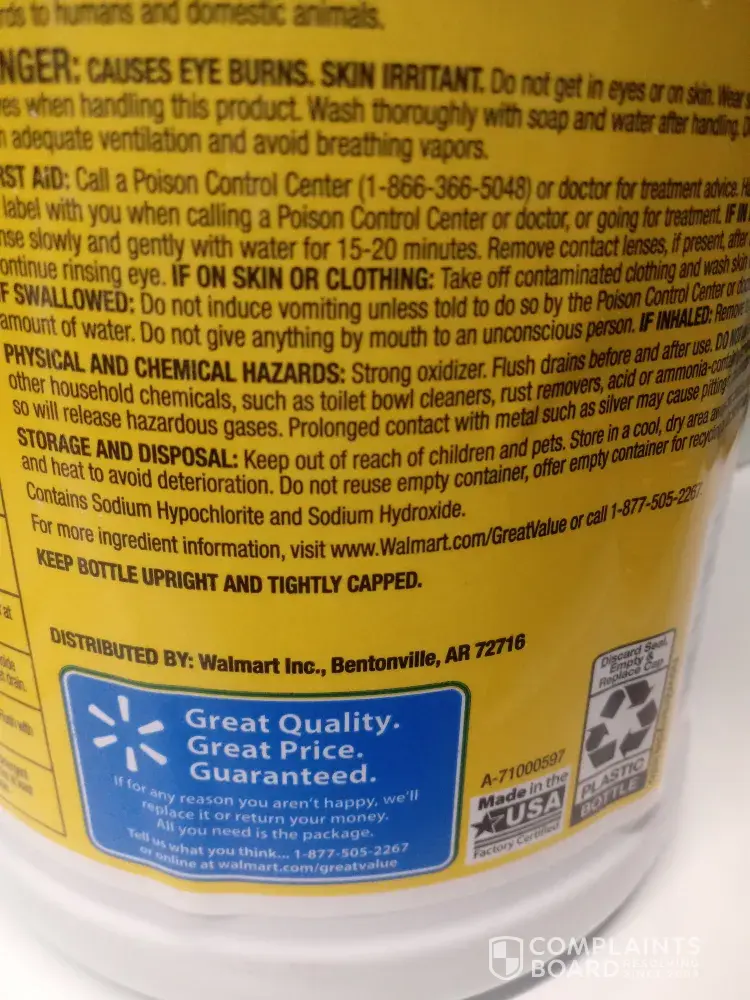 rds to humans and domestic animals.
NGER: CAUSES EYE BURNS. SKIN IRRITANT. Do not get in eyes or on skin. Wear
es when handling this product. Wash thoroughly with soap and water after handling.
n adequate ventilation and avoid breathing vapors.
RST AID: Call a Poison Control Center (1-866-366-5048) or doctor for treatment advice.
label with you when calling a Poison Control Center or doctor, or going for treatment. IF IN
nse slowly and gently with water for 15-20 minutes. Remove contact lenses, if present, after
ontinue rinsing eye. IF ON SKIN OR CLOTHING: Take off contaminated clothing and wash skin
F SWALLOWED: Do not induce vomiting unless told to do so by the Poison Control Center or
amount of water. Do not give anything by mouth to an unconscious person. IF INHALED:
PHYSICAL AND CHEMICAL HAZARDS: Strong oxidizer. Flush drains before and after use. DO NOT
other household chemicals, such as toilet bowl cleaners, rust removers, acid or ammonia-
so will release hazardous gases. Prolonged contact with metal such as silver may cause pitting
STORAGE AND DISPOSAL: Keep out of reach of children and pets. Store in a cool, dry area
and heat to avoid deterioration. Do not reuse empty container, offer empty container for
Contains Sodium Hypochlorite and Sodium Hydroxide.
For more ingredient information, visit www.Walmart.com/GreatValue or call 1-877-505-2267.
KEEP BOTTLE UPRIGHT AND TIGHTLY CAPPED.
DISTRIBUTED BY: Walmart Inc., Bentonville, AR 72716
Great Quality.
Great Price.
Guaranteed.
If for any reason you aren't happy, we'll
replace it or return your money.
All you need is the package.
Tell us what you think... 1-877-505-2267
or online at walmart.com/greatvalue
A-71000597
Made in the
USA
Factory Certified
Discard Seal,
Empty &
Replace Cap
PLASTIC
BOTTLE
COMPLAINTS
BOARD